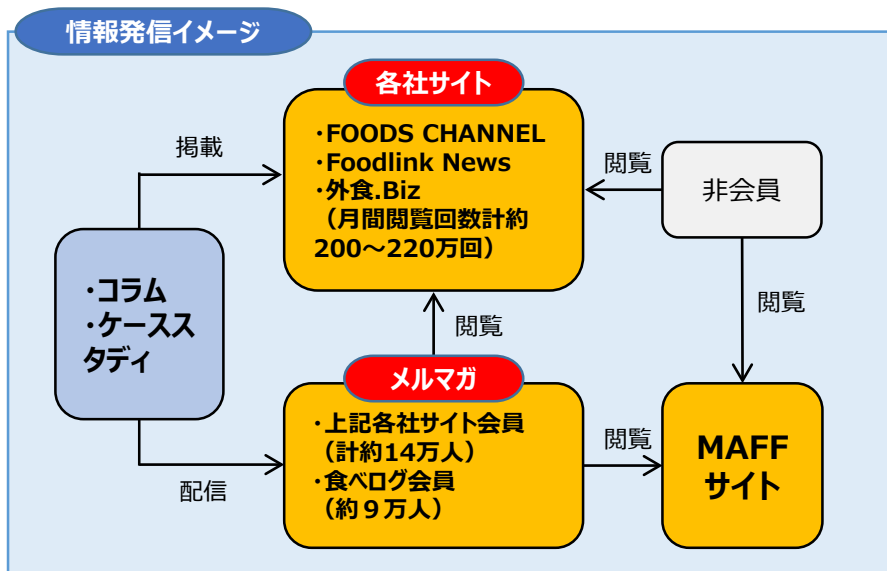 情報発信イメージ
各社サイト
・FOODS CHANNEL
・Foodlink News
・外食.Biz
（月間閲覧回数計約
200～220万回）
掲載
閲覧
非会員
・コラム
・ケースス
タディ
閲覧
閲覧
メルマガ
・上記各社サイト会員
（計約14万人）
・食べログ会員
（約９万人）
配信
閲覧
MAFF
サイト